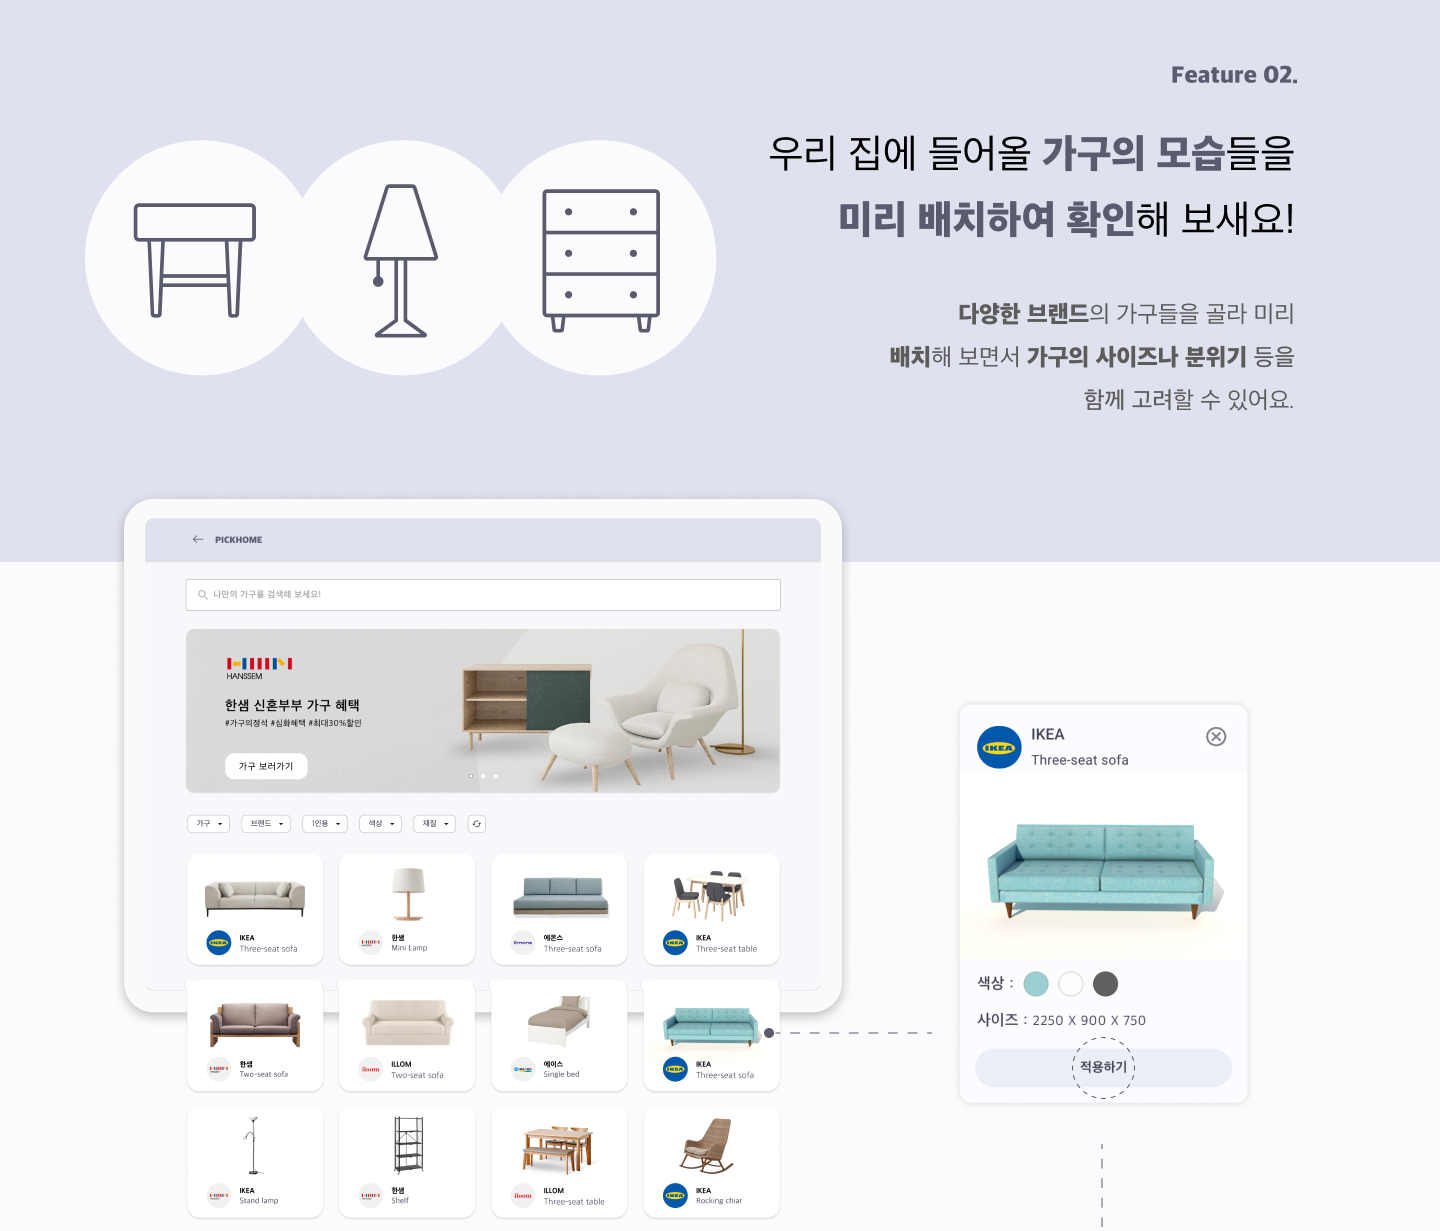 Feature 02.
우리 집에 들어올 가구의 모습들을
미리 배치하여 확인해 보새요!
다양한 브랜드의 가구들을 골라 미리
배치해 보면서 가구의 사이즈나 분위기 등을
함께 고려할 수 있어요.
PICKHOME
나만의 가구를 검색해 보세요!
HANSSEM
한샘 신혼부부 가구 혜택
#가구의정석 #심화혜택 #최대30%할인
가구 보러가기
가구 브랜드 1인용 색상 재질
IKEA
Three-seat sofa
한샘
Mini Lamp
Emons
에몬스
Three-seat sofa
IKEA
Three-seat table
한샘
Two-seat sofa
iloom
ILLOM
Two-seat sofa
에이스
Single bed
IKEA
Three-seat sofa
IKEA
Stand lamp
한샘
Shelf
iloom
ILLOM
Three-seat table
IKEA
Rocking chiar
IKEA
IKEA
Three-seat sofa
색상 :
사이즈 : 2250 X 900 X 750
적용하기